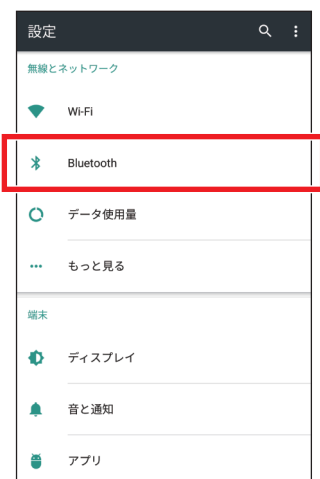 設定
無線とネットワーク
Wi-Fi
Bluetooth
データ使用量
もっと見る
端末
ディスプレイ
音と通知
アプリ